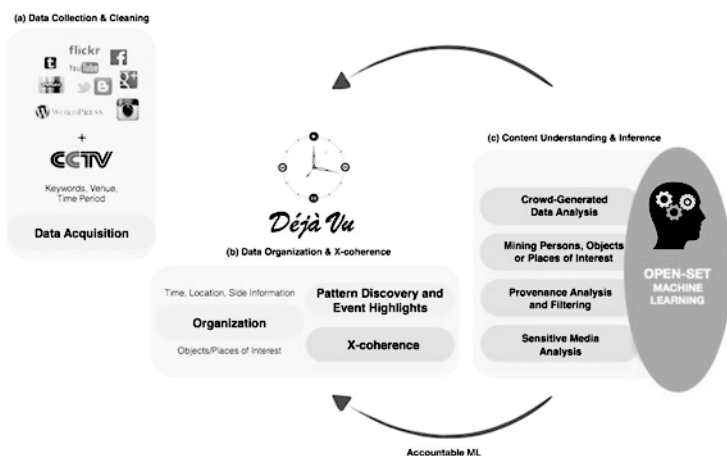 (a) Data Collection & Cleaning
flickr
YouTube
WORDPRESS
+
CCTV
Keywords, Venue,
Time Period
Data Acquisition
Déjà Vu
(b) Data Organization & X-coherence
Time, Location, Side Information
Organization
Objects/Places of Interest
Pattern Discovery and
Event Highlights
X-coherence
(c) Content Understanding & Inference
Crowd-Generated
Data Analysis
Mining Persons, Objects
or Places of Interest
Provenance Analysis
and Filtering
Sensitive Media
Analysis
OPEN-SET
MACHINE
LEARNING
Accountable ML